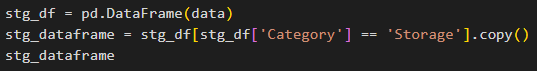 stg_df = pd.DataFrame(data)
stg_dataframe = stg_df[stg_df['Category'] == 'Storage'].copy()
stg_dataframe